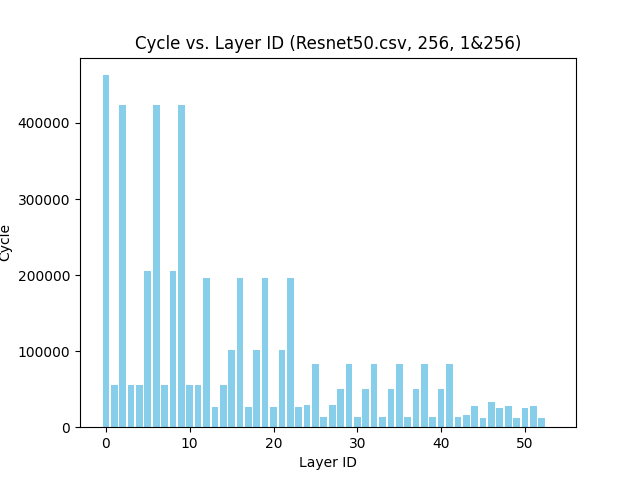 Cycle vs. Layer ID (Resnet50.csv, 256, 1&256)
400000
300000
200000
100000
0
Cycle
0 10 20 30 40 50
Layer ID